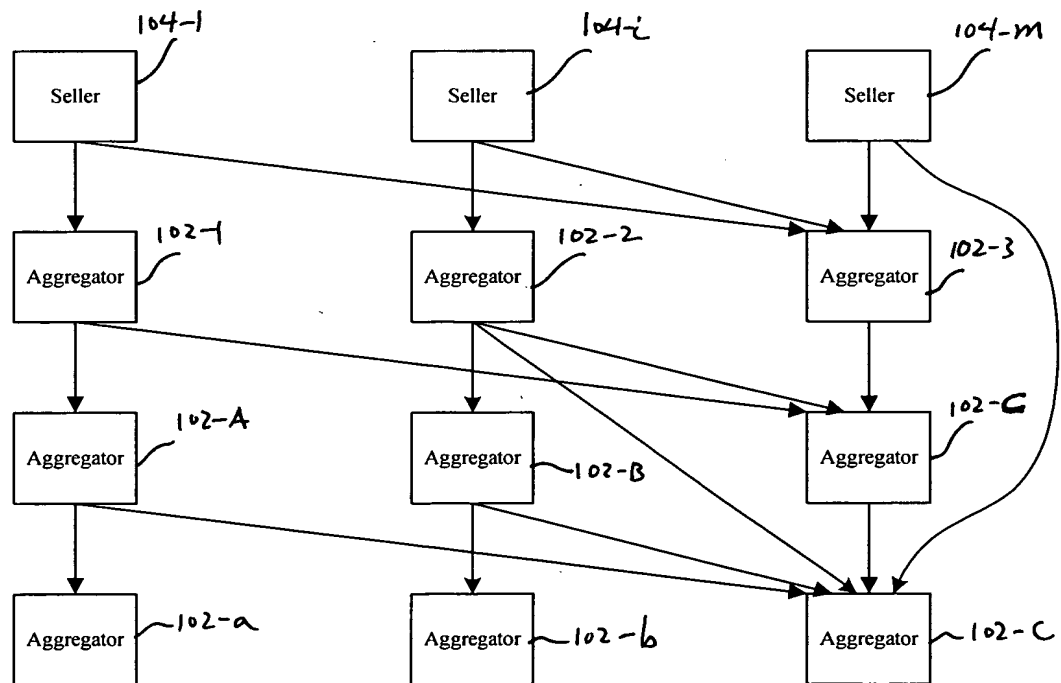 104-1
104-i
104-m
Seller
Seller
Seller
102-1
102-2
102-3
Aggregator
Aggregator
Aggregator
102-A
102-B
102-C
Aggregator
Aggregator
Aggregator
102-a
102-b
102-c
Aggregator
Aggregator
Aggregator